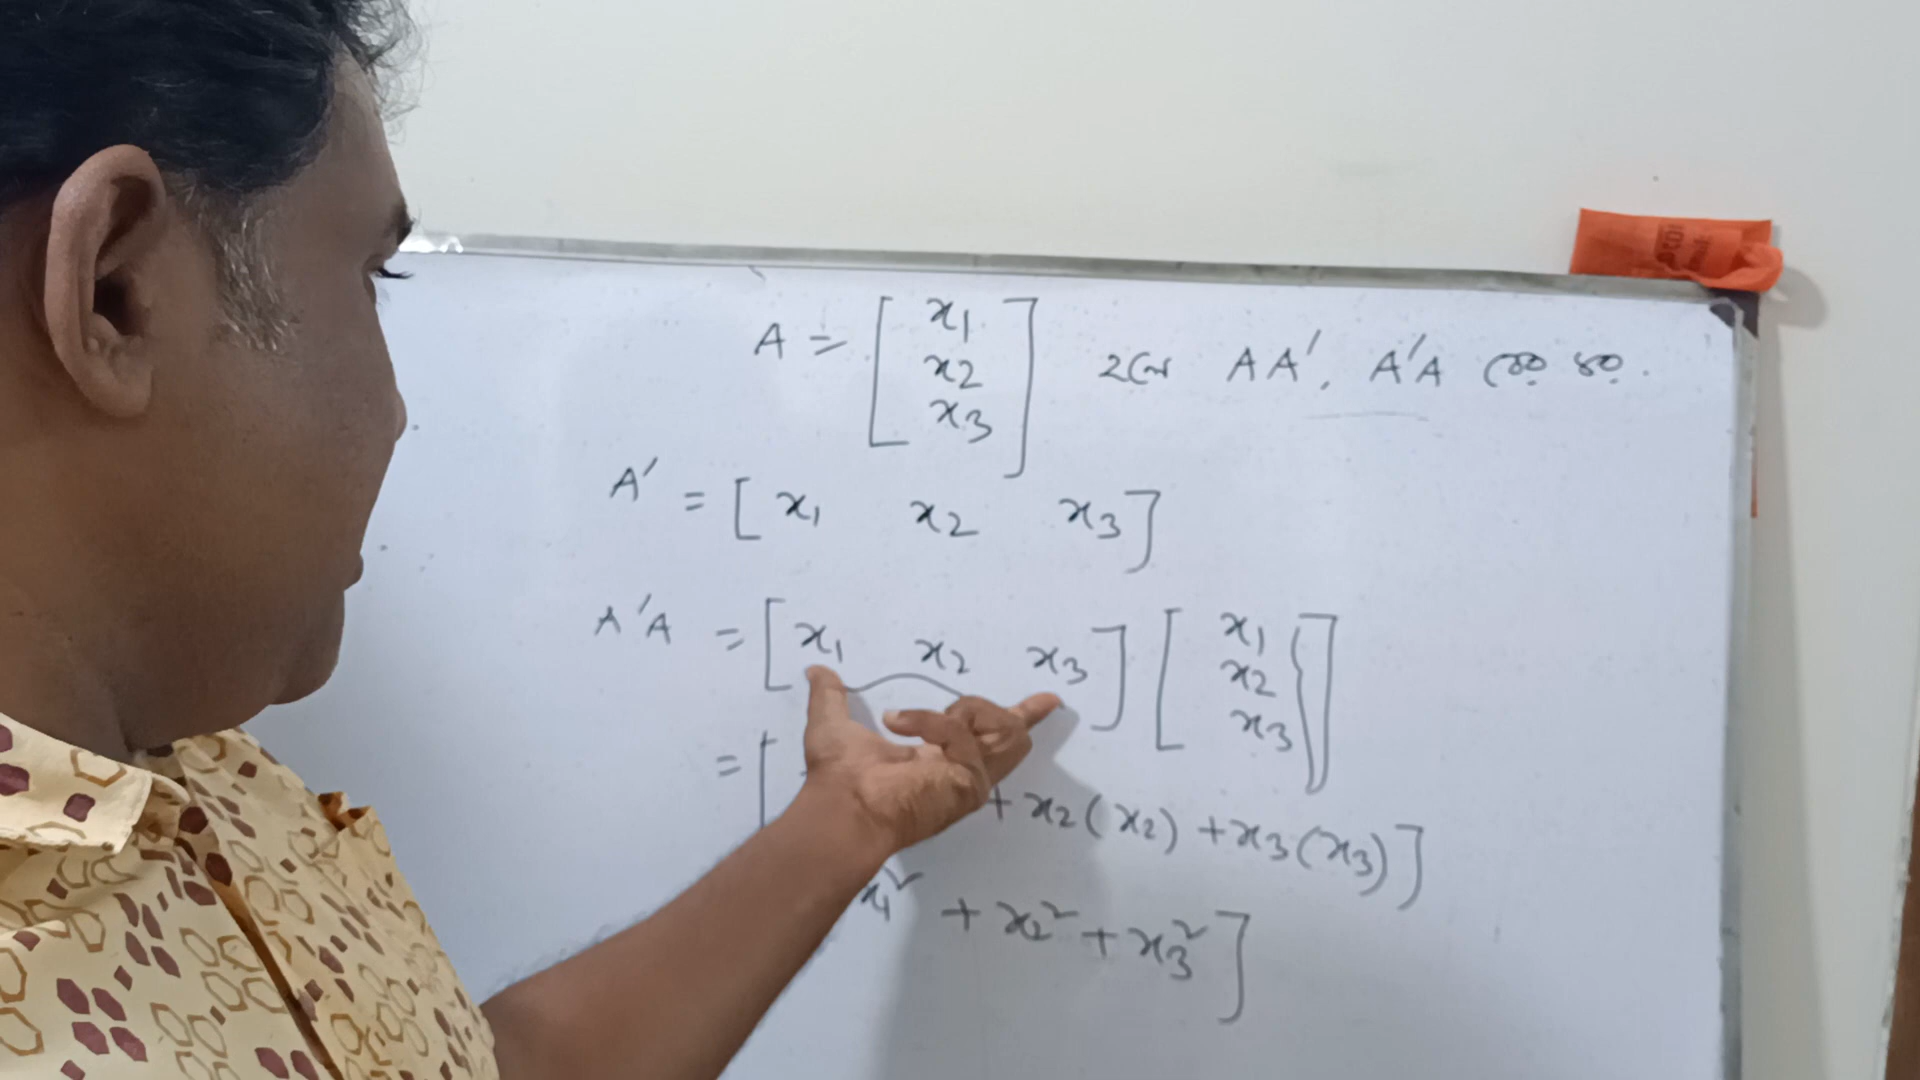 A = [ x₁ x₂ x₃ ] হলে AA′, A′A বের কর.
A′ = [ x₁ x₂ x₃ ]
A′A = [ x₁ x₂ x₃ ] [ x₁ x₂ x₃ ]
= [ + x₂(x₂) + x₃(x₃) ]
x₁² + x₂² + x₃² ]